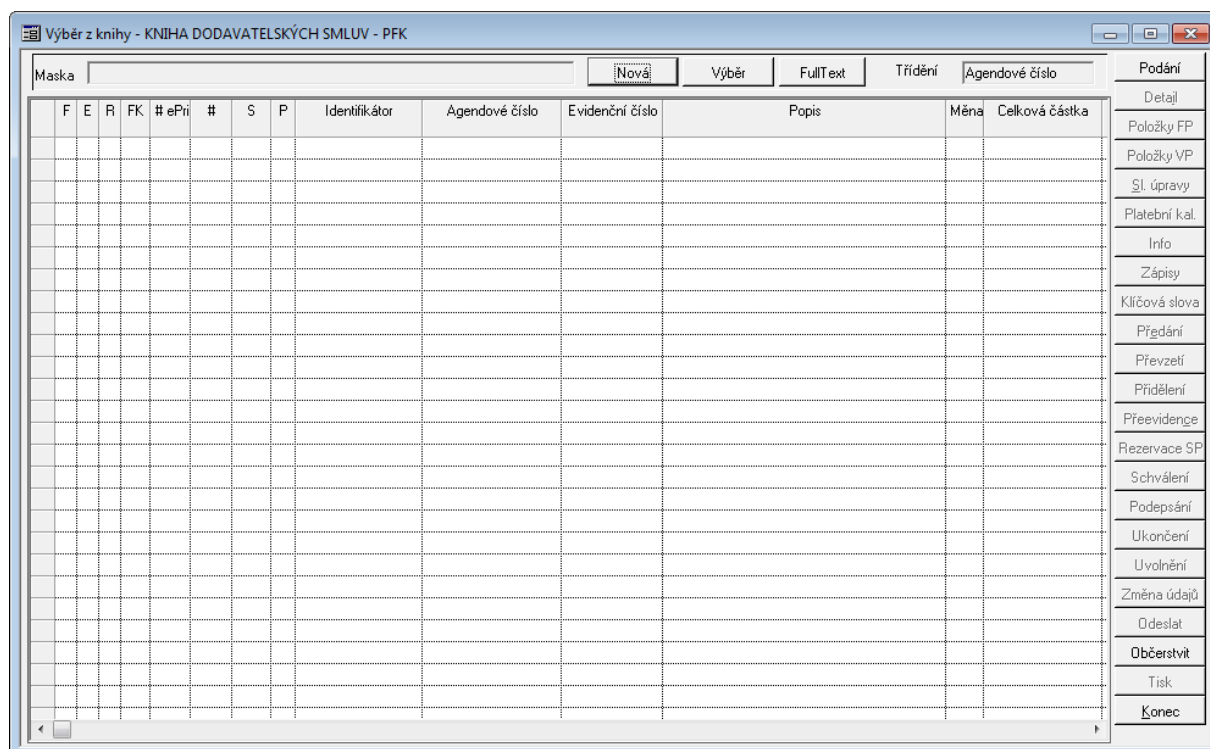 Výběr z knihy - KNIHA DODAVATELSKÝCH SMLUV - PFK
Maska Nová Výběr FullText Třídění Agendové číslo
F E R FK # ePri # S P Identifikátor Agendové číslo Evidenční číslo Popis Měna Celková částka
Podání
Detajl
Položky FP
Položky VP
Sl. úpravy
Platební kal.
Info
Zápisy
Klíčová slova
Předání
Převzetí
Přidělení
Přeevidence
Rezervace SP
Schválení
Podepsání
Ukončení
Uvolnění
Změna údajů
Odeslat
Občerstvit
Tisk
Konec